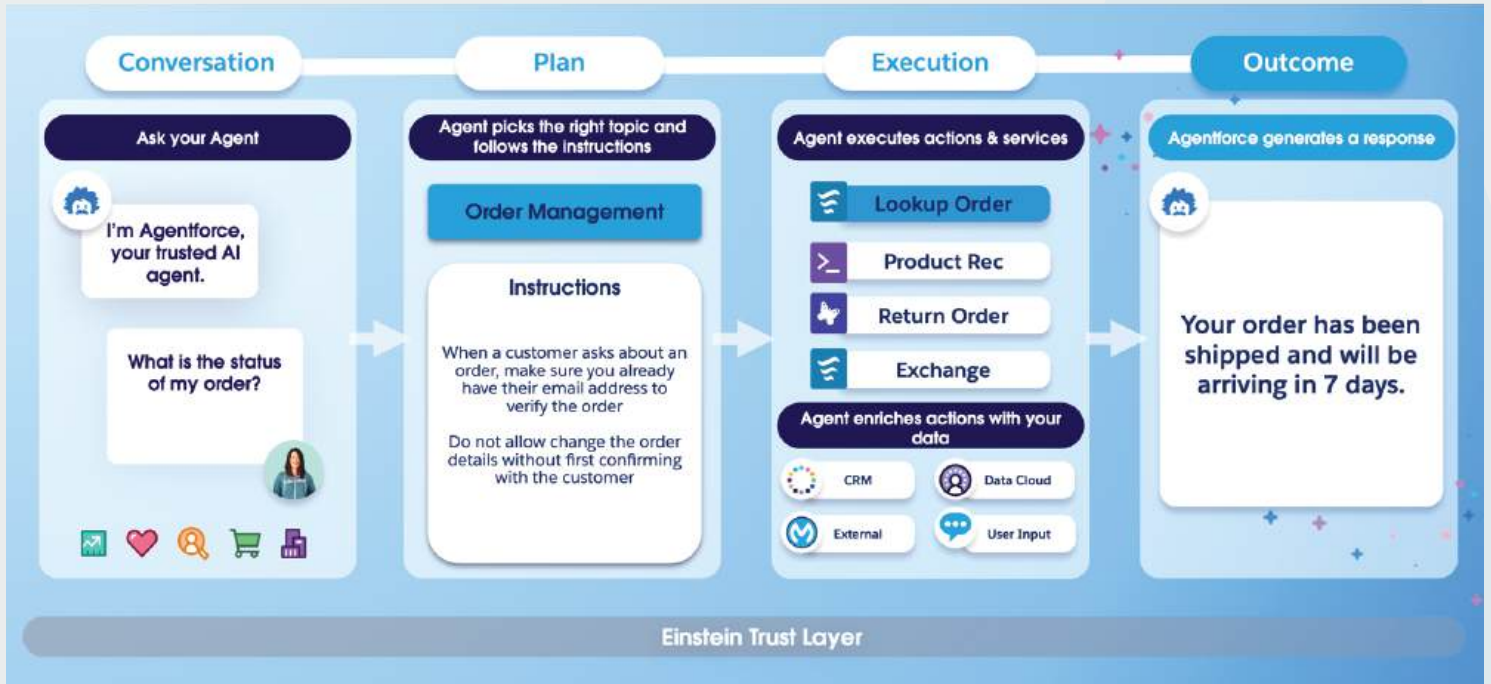 Conversation
Plan
Execution
Outcome
Ask your Agent
I'm Agentforce,
your trusted AI
agent.
What is the status
of my order?
Agent picks the right topic and
follows the instructions
Order Management
Instructions
When a customer asks about an
order, make sure you already
have their email address to
verify the order
Do not allow change the order
details without first confirming
with the customer
Agent executes actions & services
Lookup Order
Product Rec
Return Order
Exchange
Agent enriches actions with your
data
CRM
Data Cloud
External
User Input
Agentforce generates a response
Your order has been
shipped and will be
arriving in 7 days.
Einstein Trust Layer